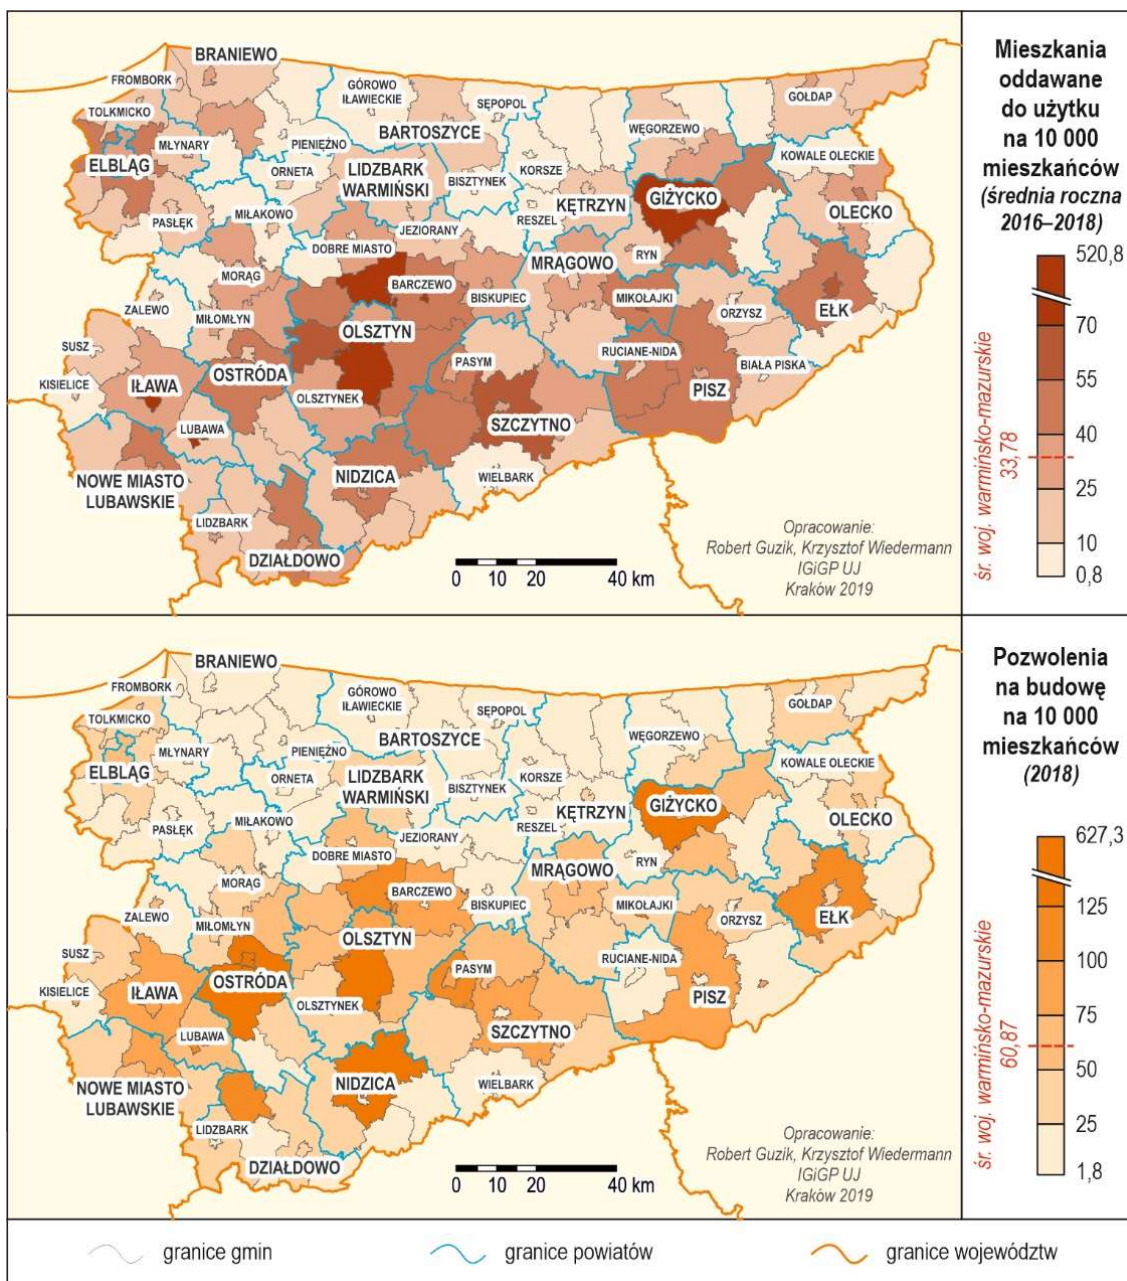 BRANIEWO
FROMBORK
GÓROWO
IŁAWIECKIE
SĘPOPOL
GOŁDAP
TOLKMICKO
BARTOSZYCE
WĘGORZEWO
MŁYNARY
PIENIĘŻNO
KOWALE OLECKIE
ELBLĄG
LIDZBARK
WARMIŃSKI
KORSZE
ORNETA
BISZTYNEK
KĘTRZYN
GIŻYCKO
OLECKO
PASŁĘK
MIŁAKOWO
RESZEL
JEZIORANY
DOBRE MIASTO
RYN
MORĄG
MRĄGOWO
BARCZEWO
BISKUPIEC
MIKOŁAJKI
ZALEWO
MIŁOMŁYN
ORZYSZ
EŁK
OLSZTYN
SUSZ
RUCIANE-NIDA
PASYM
BIAŁA PISKA
KISIELICE
IŁAWA
OSTRÓDA
OLSZTYNEK
PISZ
LUBAWA
SZCZYTNO
NOWE MIASTO
LUBAWSKIE
NIDZICA
WIELBARK
LIDZBARK
DZIAŁDOWO
0 10 20 40 km
Opracowanie:
Robert Guzik, Krzysztof Wiedermann
IGiGP UJ
Kraków 2019
Mieszkania
oddawane
do użytku
na 10 000
mieszkańców
(średnia roczna
2016–2018)
520,8
70
55
40
25
10
0,8
śr. woj. warmińsko-mazurskie
33,78
BRANIEWO
FROMBORK
GÓROWO
IŁAWIECKIE
SĘPOPOL
GOŁDAP
TOLKMICKO
BARTOSZYCE
WĘGORZEWO
MŁYNARY
PIENIĘŻNO
KOWALE OLECKIE
ELBLĄG
LIDZBARK
WARMIŃSKI
KORSZE
ORNETA
BISZTYNEK
KĘTRZYN
GIŻYCKO
OLECKO
PASŁĘK
MIŁAKOWO
RESZEL
JEZIORANY
DOBRE MIASTO
RYN
MORĄG
MRĄGOWO
BARCZEWO
BISKUPIEC
MIKOŁAJKI
ZALEWO
MIŁOMŁYN
ORZYSZ
EŁK
OLSZTYN
SUSZ
RUCIANE-NIDA
PASYM
KISIELICE
IŁAWA
OSTRÓDA
OLSZTYNEK
PISZ
LUBAWA
SZCZYTNO
NOWE MIASTO
LUBAWSKIE
NIDZICA
WIELBARK
LIDZBARK
DZIAŁDOWO
0 10 20 40 km
Opracowanie:
Robert Guzik, Krzysztof Wiedermann
IGiGP UJ
Kraków 2019
Pozwolenia
na budowę
na 10 000
mieszkańców
(2018)
627,3
125
100
75
50
25
1,8
śr. woj. warmińsko-mazurskie
60,87
granice gmin
granice powiatów
granice województw